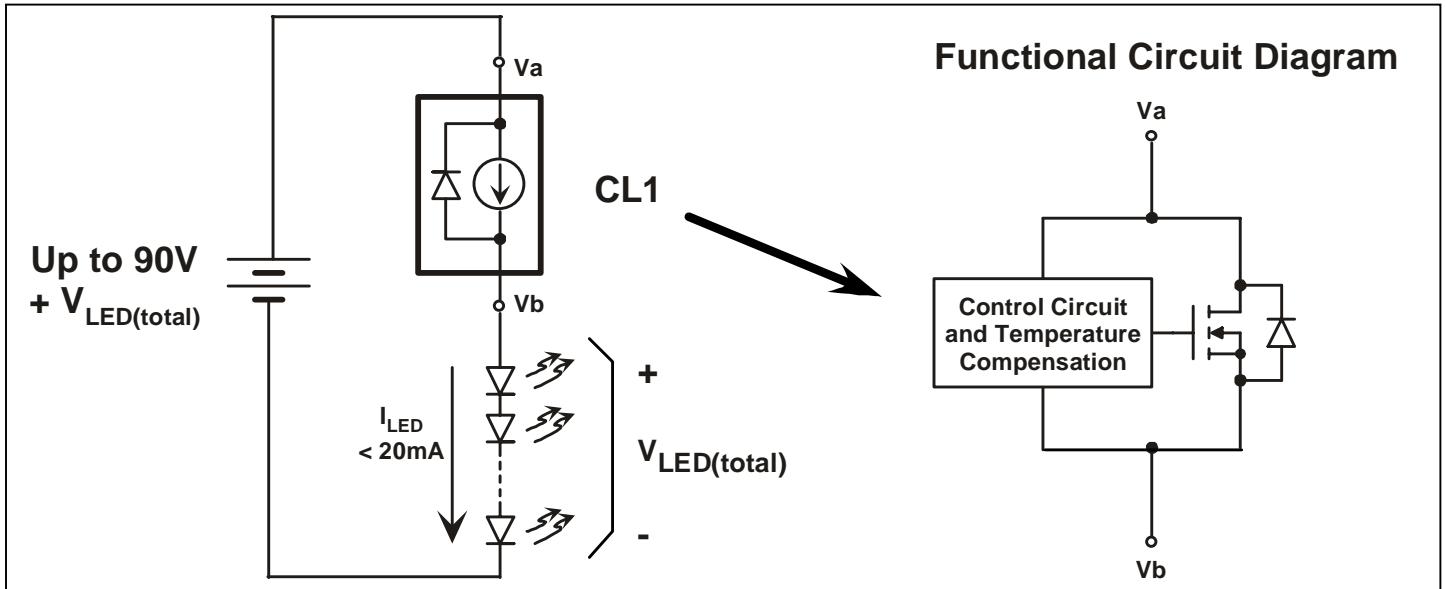 Va
Functional Circuit Diagram
Va
CL1
Up to 90V
+ VLED(total)
Vb
Control Circuit
and Temperature
Compensation
+
ILED
< 20mA
VLED(total)
-
Vb